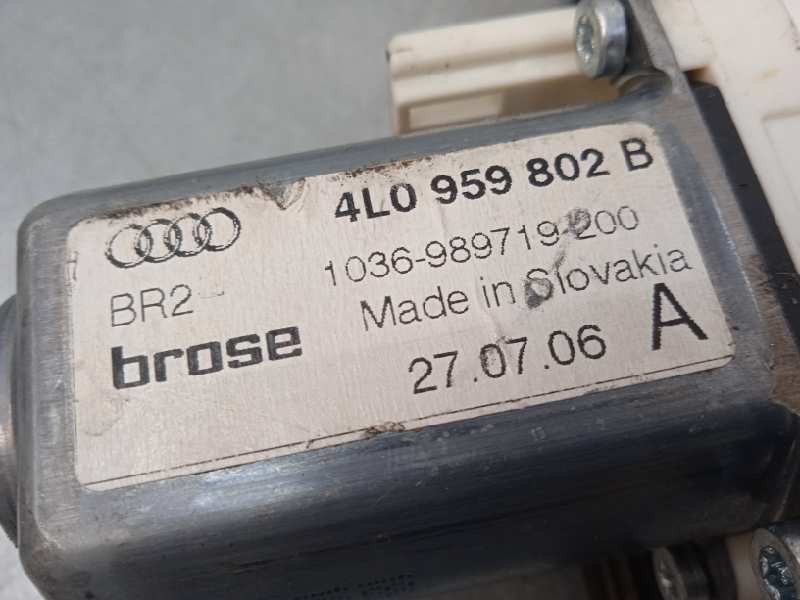 4L0 959 802 B
1036-989719-200
BR2
Made in Slovakia
brose
27.07.06 A